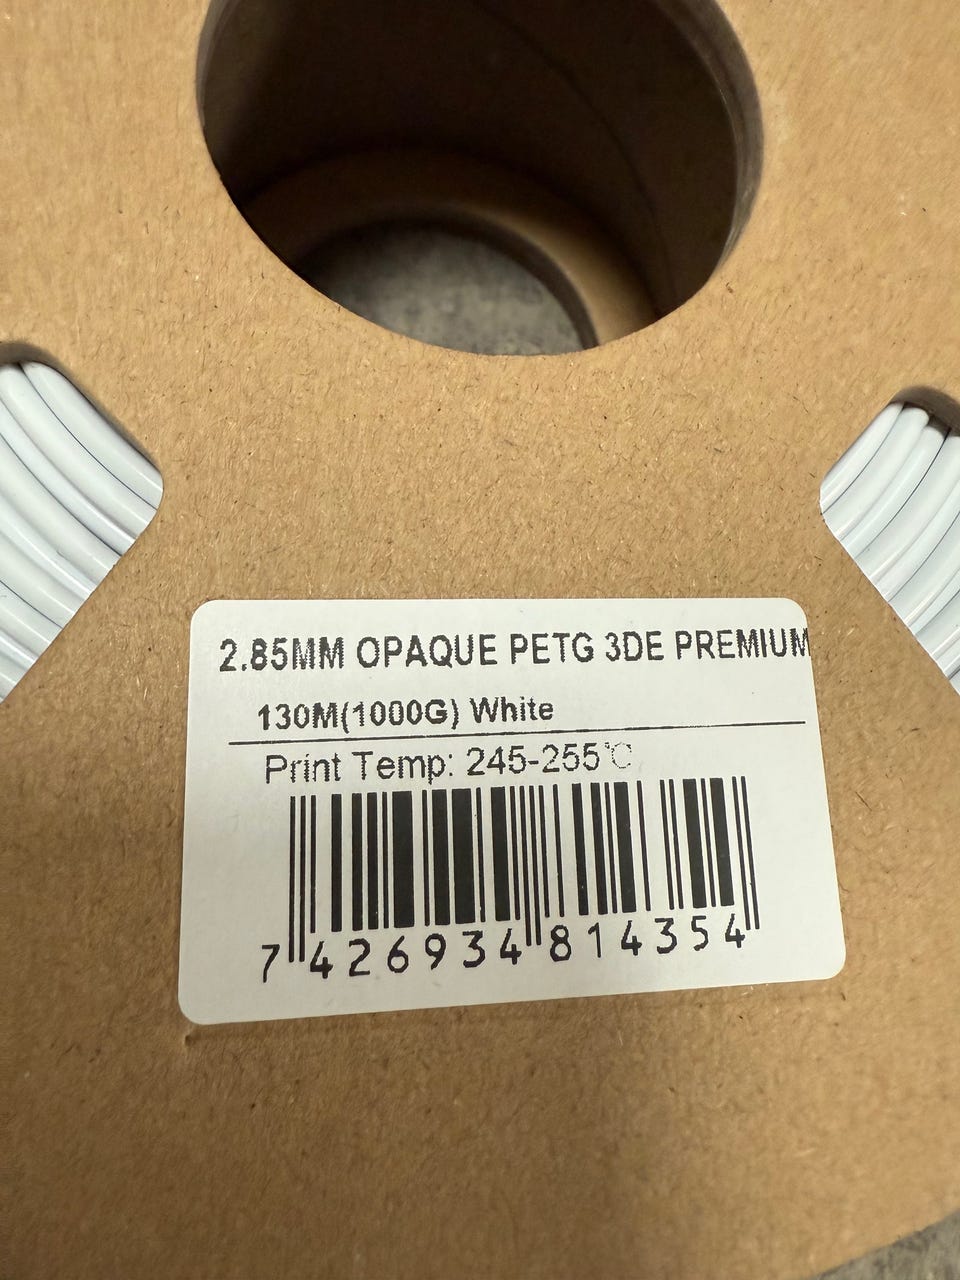 2.85MM OPAQUE PETG 3DE PREMIUM
130M(1000G) White
Print Temp: 245-255℃
7 426934 814354